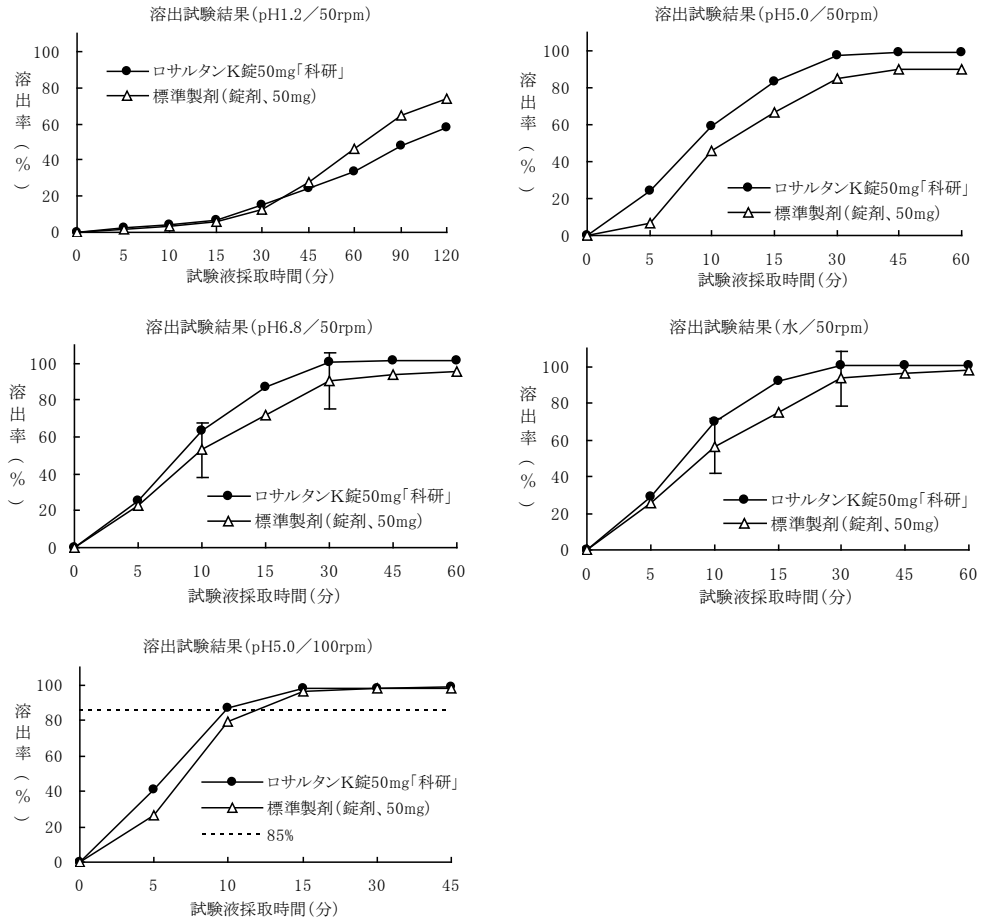 溶出試験結果(pH1.2/50rpm)
溶出率(%)
100
80
60
40
20
0
ロサルタンK錠50mg「科研」
標準製剤(錠剤、50mg)
0 5 10 15 30 45 60 90 120
試験液採取時間(分)
溶出試験結果(pH5.0/50rpm)
溶出率(%)
100
80
60
40
20
0
ロサルタンK錠50mg「科研」
標準製剤(錠剤、50mg)
0 5 10 15 30 45 60
試験液採取時間(分)
溶出試験結果(pH6.8/50rpm)
溶出率(%)
100
80
60
40
20
0
ロサルタンK錠50mg「科研」
標準製剤(錠剤、50mg)
0 5 10 15 30 45 60
試験液採取時間(分)
溶出試験結果(水/50rpm)
溶出率(%)
100
80
60
40
20
0
ロサルタンK錠50mg「科研」
標準製剤(錠剤、50mg)
0 5 10 15 30 45 60
試験液採取時間(分)
溶出試験結果(pH5.0/100rpm)
溶出率(%)
100
80
60
40
20
0
ロサルタンK錠50mg「科研」
標準製剤(錠剤、50mg)
85%
0 5 10 15 30 45
試験液採取時間(分)